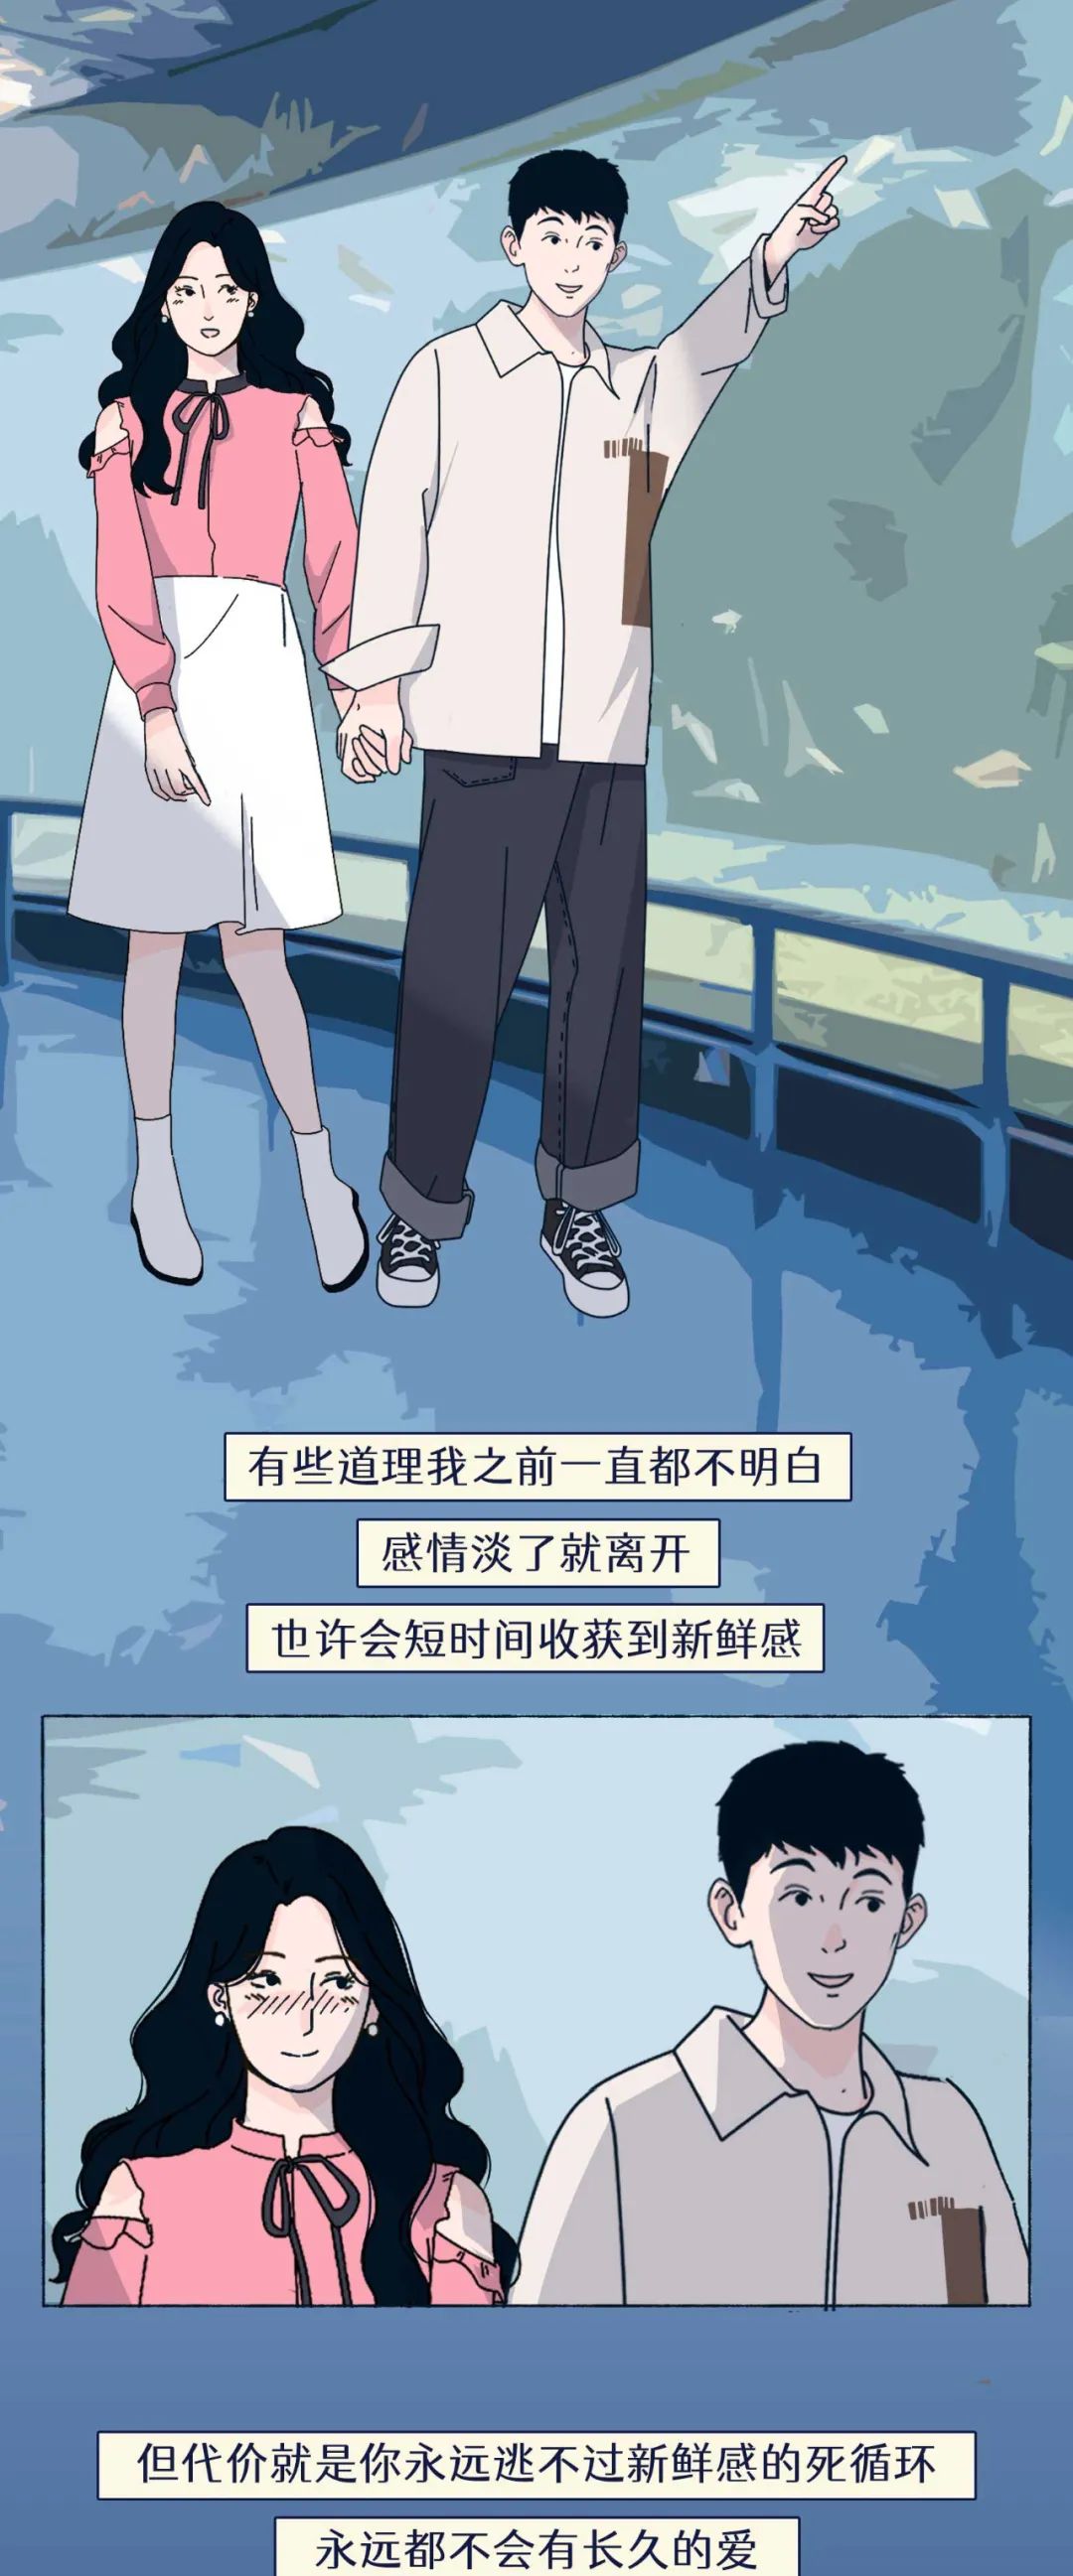 有些道理我之前一直都不明白
感情淡了就离开
也许会短时间收获到新鲜感
但代价就是你永远逃不过新鲜感的死循环
永远都不会有长久的爱